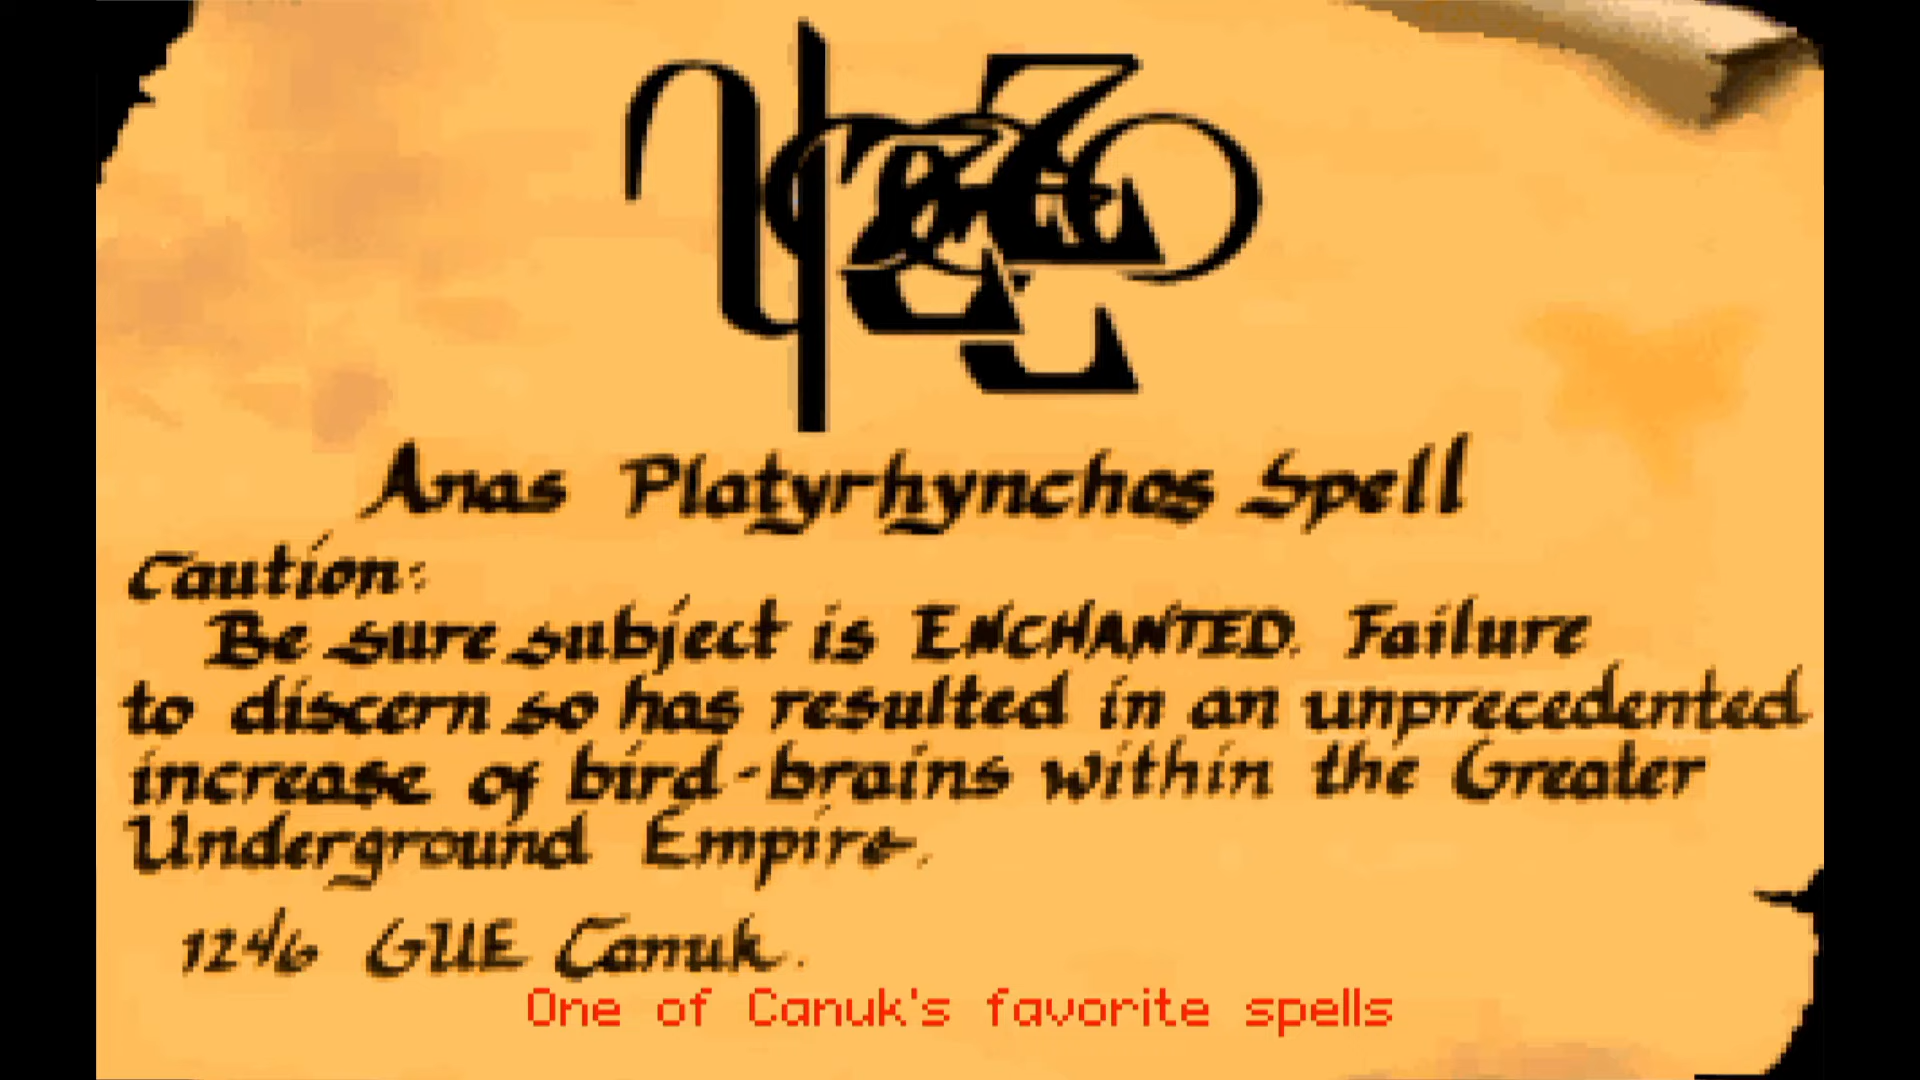 Anas Platyrhynchos Spell
Caution:
Be sure subject is ENCHANTED. Failure
to discern so has resulted in an unprecedented
increase of bird-brains within the Greater
Underground Empire.
1246 GUE Canuk.
One of Canuk's favorite spells